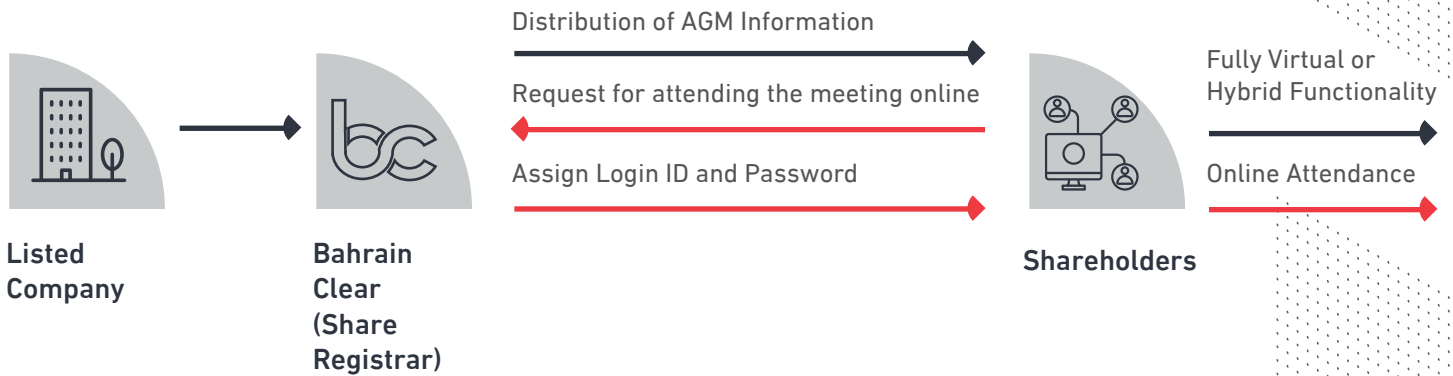 Distribution of AGM Information
Request for attending the meeting online
Assign Login ID and Password
Fully Virtual or
Hybrid Functionality
Online Attendance
bc
Listed
Company
Bahrain
Clear
(Share
Registrar)
Shareholders